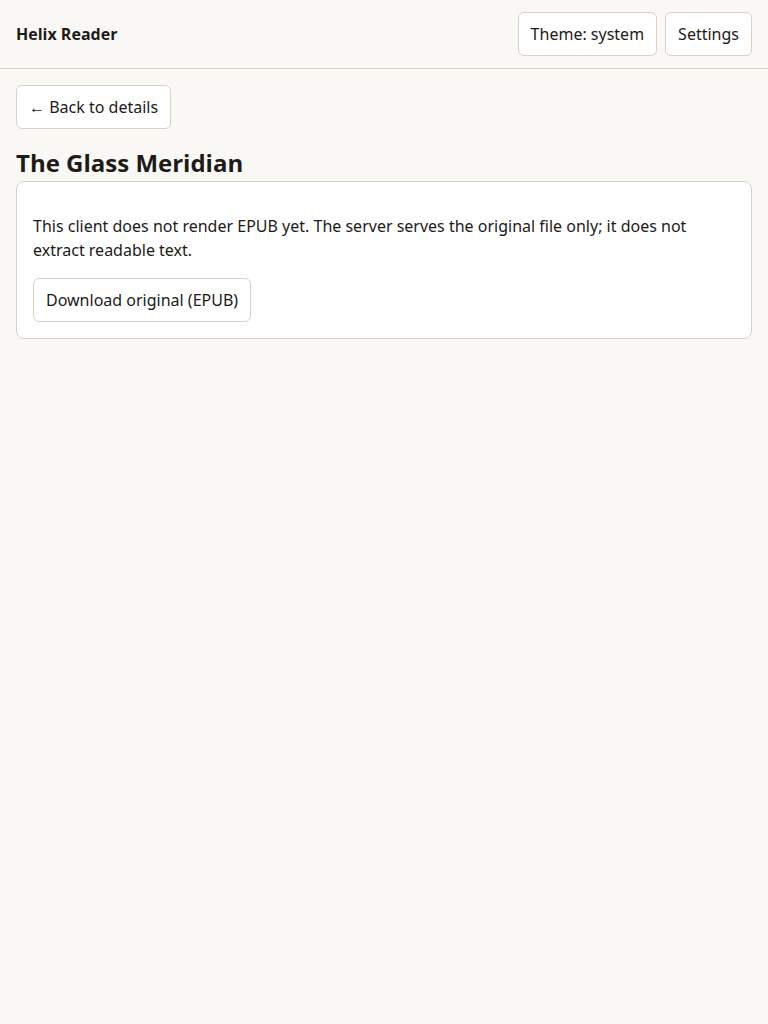 Helix Reader
Theme: system
Settings
← Back to details
The Glass Meridian
This client does not render EPUB yet. The server serves the original file only; it does not
extract readable text.
Download original (EPUB)